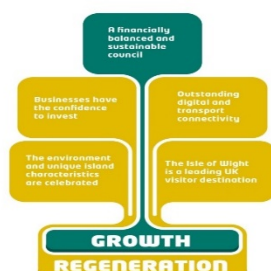 A financially
balanced and
sustainable
council
Businesses have
the confidence
to invest
Outstanding
digital and
transport
connectivity
The environment
and unique island
characteristics
are celebrated
The Isle of Wight
is a leading UK
visitor destination
GROWTH
REGENERATION